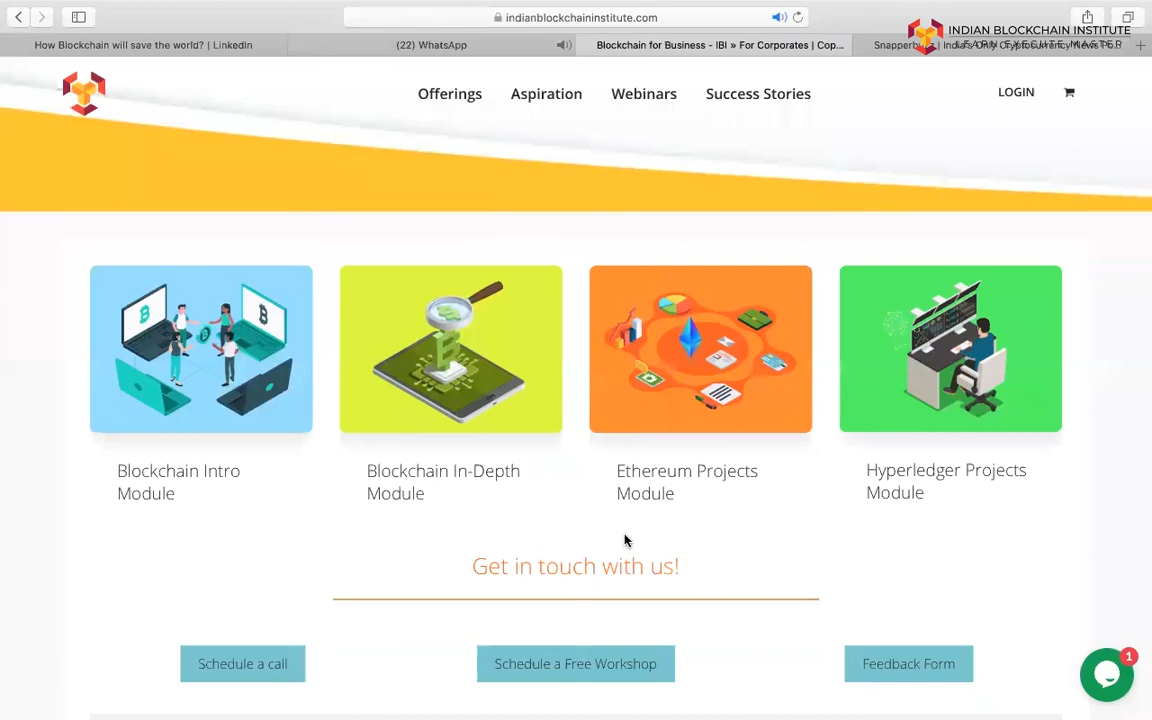 indianblockchaininstitute.com
INDIAN BLOCKCHAIN INSTITUTE
How Blockchain will save the world? | LinkedIn
(22) WhatsApp
Blockchain for Business - IBI » For Corporates | Cop...
Offerings
Aspiration
Webinars
Success Stories
LOGIN
Blockchain Intro
Module
Blockchain In-Depth
Module
Ethereum Projects
Module
Hyperledger Projects
Module
Get in touch with us!
Schedule a call
Schedule a Free Workshop
Feedback Form
1